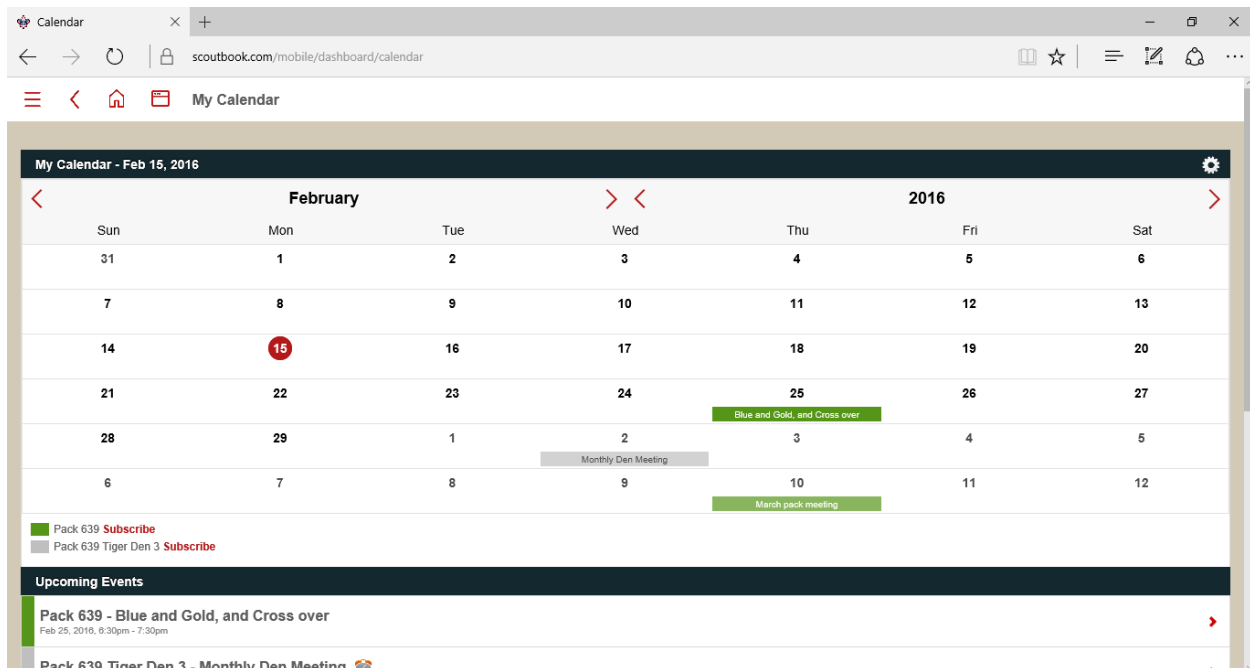 Calendar
scoutbook.com/mobile/dashboard/calendar
My Calendar
My Calendar - Feb 15, 2016
February 2016
Sun Mon Tue Wed Thu Fri Sat
31 1 2 3 4 5 6
7 8 9 10 11 12 13
14 15 16 17 18 19 20
21 22 23 24 25 26 27
Blue and Gold, and Cross over
28 29 1 2 3 4 5
Monthly Den Meeting
6 7 8 9 10 11 12
March pack meeting
Pack 639 Subscribe
Pack 639 Tiger Den 3 Subscribe
Upcoming Events
Pack 639 - Blue and Gold, and Cross over
Feb 25, 2016, 6:30pm - 7:30pm
Pack 639 Tiger Den 3 - Monthly Den Meeting